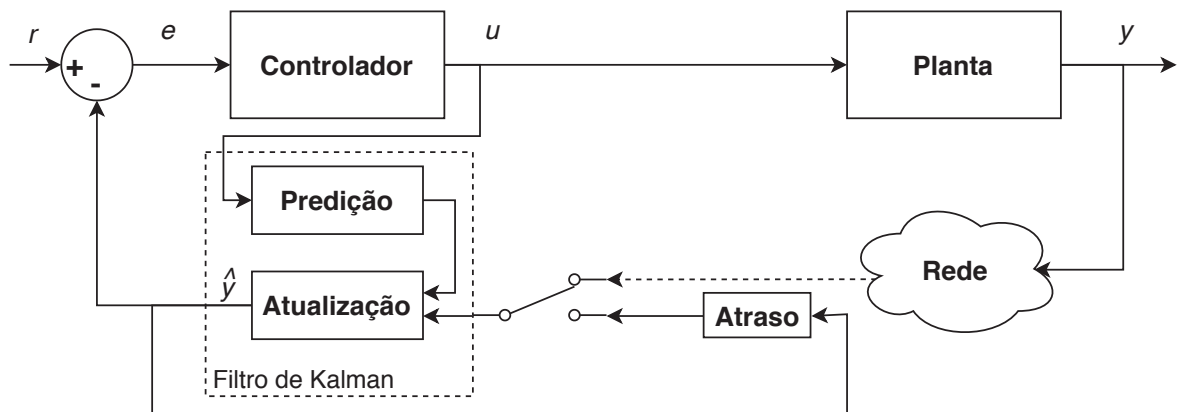 r
e
u
y
+
-
Controlador
Planta
Predição
Rede
ŷ
Atualização
Atraso
Filtro de Kalman